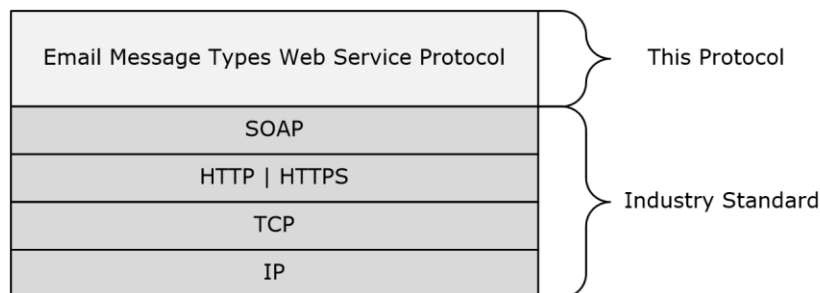 Email Message Types Web Service Protocol
This Protocol
SOAP
HTTP | HTTPS
Industry Standard
TCP
IP